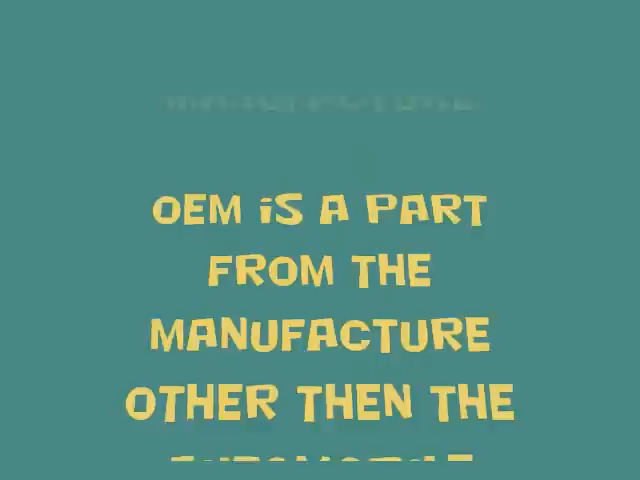 OEM iS A PART
FROM THE
MANUFACTURE
OTHER THEN THE